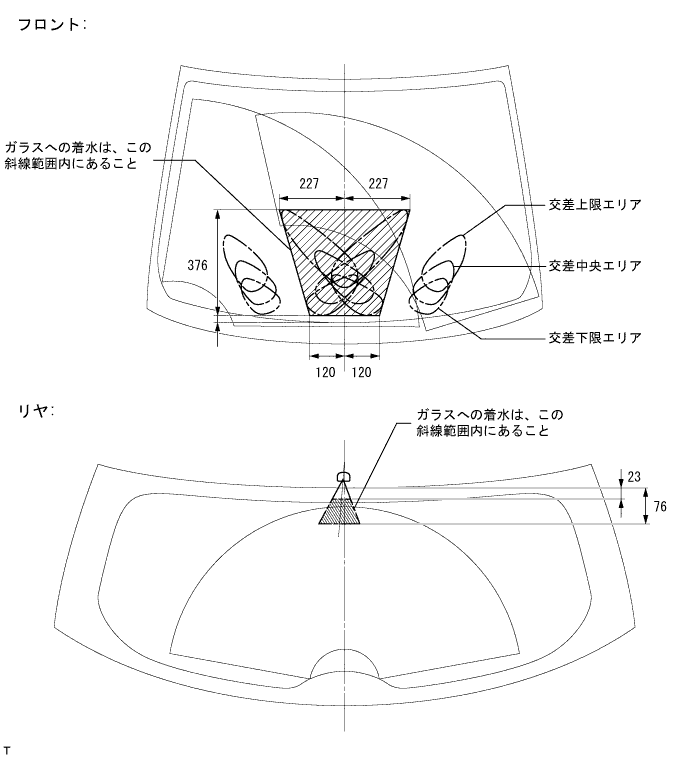 フロント:
ガラスへの着水は、この
斜線範囲内にあること
227
227
交差上限エリア
376
交差中央エリア
交差下限エリア
120
120
リヤ:
ガラスへの着水は、この
斜線範囲内にあること
23
76
T